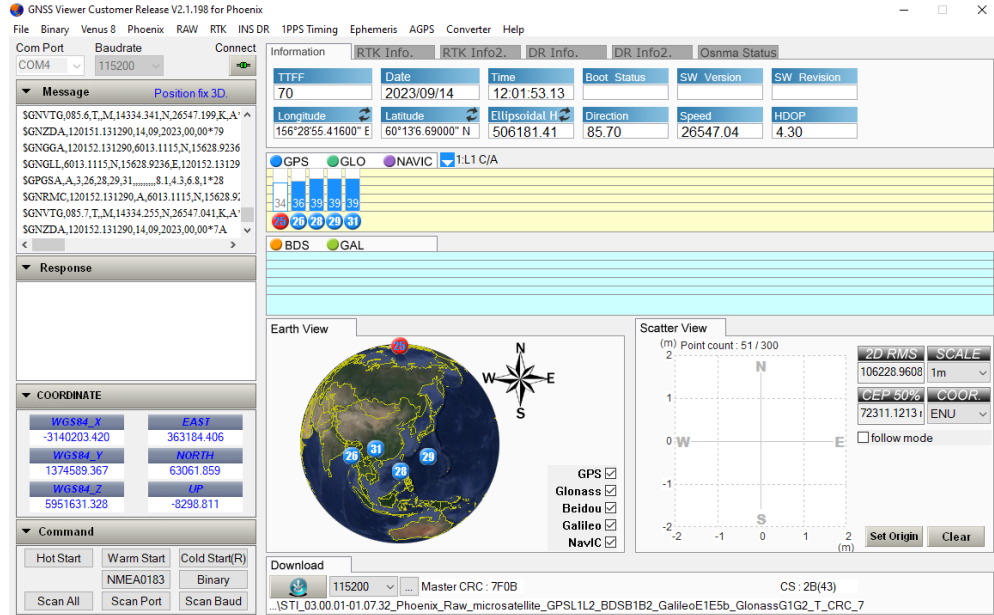 GNSS Viewer Customer Release V2.1.198 for Phoenix
File Binary Venus 8 Phoenix RAW RTK INS DR 1PPS Timing Ephemeris AGPS Converter Help
Com Port Baudrate Connect
COM4 115200
Message Position fix 3D.
$GNVTG,085.6,T,,M,14334.341,N,26547.199,K,A*
$GNZDA,120151.131290,14,09,2023,00,00*79
$GNGGA,120152.131290,6013.1115,N,15628.9236
$GNGLL,6013.1115,N,15628.9236,E,120152.13129
$GPGSA,A,3,26,28,29,31,,,,,,,,,8.1,4.3,6.8,1*28
$GNRMC,120152.131290,A,6013.1115,N,15628.92
$GNVTG,085.7,T,,M,14334.255,N,26547.041,K,A*
$GNZDA,120152.131290,14,09,2023,00,00*7A
Response
COORDINATE
WGS84_X EAST
-3140203.420 363184.406
WGS84_Y NORTH
1374589.367 63061.859
WGS84_Z UP
5951631.328 -8298.811
Command
Hot Start Warm Start Cold Start(R)
NMEA0183 Binary
Scan All Scan Port Scan Baud
Information RTK Info. RTK Info2. DR Info. DR Info2. Osnma Status
TTFF Date Time Boot Status SW Version SW Revision
70 2023/09/14 12:01:53.13
Longitude Latitude Ellipsoidal H Direction Speed HDOP
156°28'55.41600" E 60°13'6.69000" N 506181.41 85.70 26547.04 4.30
GPS GLO NAVIC 1:L1 C/A
34 36 39 39 39
25 26 28 29 31
BDS GAL
Earth View
25
N
W E
S
26 31 29
28
GPS
Glonass
Beidou
Galileo
NavIC
Scatter View
(m) Point count : 51 / 300
2
1
0
-1
-2
N
W E
S
-2 -1 0 1 2
(m)
2D RMS SCALE
106228.9608 1m
CEP 50% COOR.
72311.1213 ENU
follow mode
Set Origin Clear
Download
115200 ... Master CRC : 7F0B CS : 2B(43)
...\STI_03.00.01-01.07.32_Phoenix_Raw_microsatellite_GPSL1L2_BDSB1B2_GalileoE1E5b_GlonassG1G2_T_CRC_7